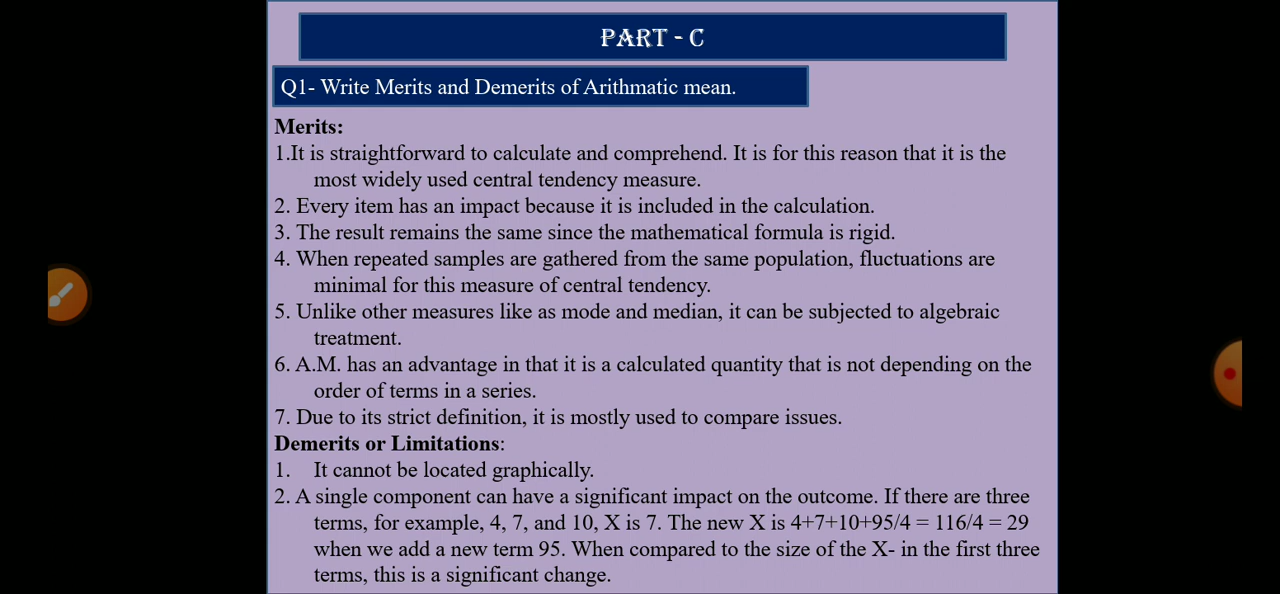 PART - C
Q1- Write Merits and Demerits of Arithmatic mean.
Merits:
1.It is straightforward to calculate and comprehend. It is for this reason that it is the
most widely used central tendency measure.
2. Every item has an impact because it is included in the calculation.
3. The result remains the same since the mathematical formula is rigid.
4. When repeated samples are gathered from the same population, fluctuations are
minimal for this measure of central tendency.
5. Unlike other measures like as mode and median, it can be subjected to algebraic
treatment.
6. A.M. has an advantage in that it is a calculated quantity that is not depending on the
order of terms in a series.
7. Due to its strict definition, it is mostly used to compare issues.
Demerits or Limitations:
1. It cannot be located graphically.
2. A single component can have a significant impact on the outcome. If there are three
terms, for example, 4, 7, and 10, X is 7. The new X is 4+7+10+95/4 = 116/4 = 29
when we add a new term 95. When compared to the size of the X- in the first three
terms, this is a significant change.